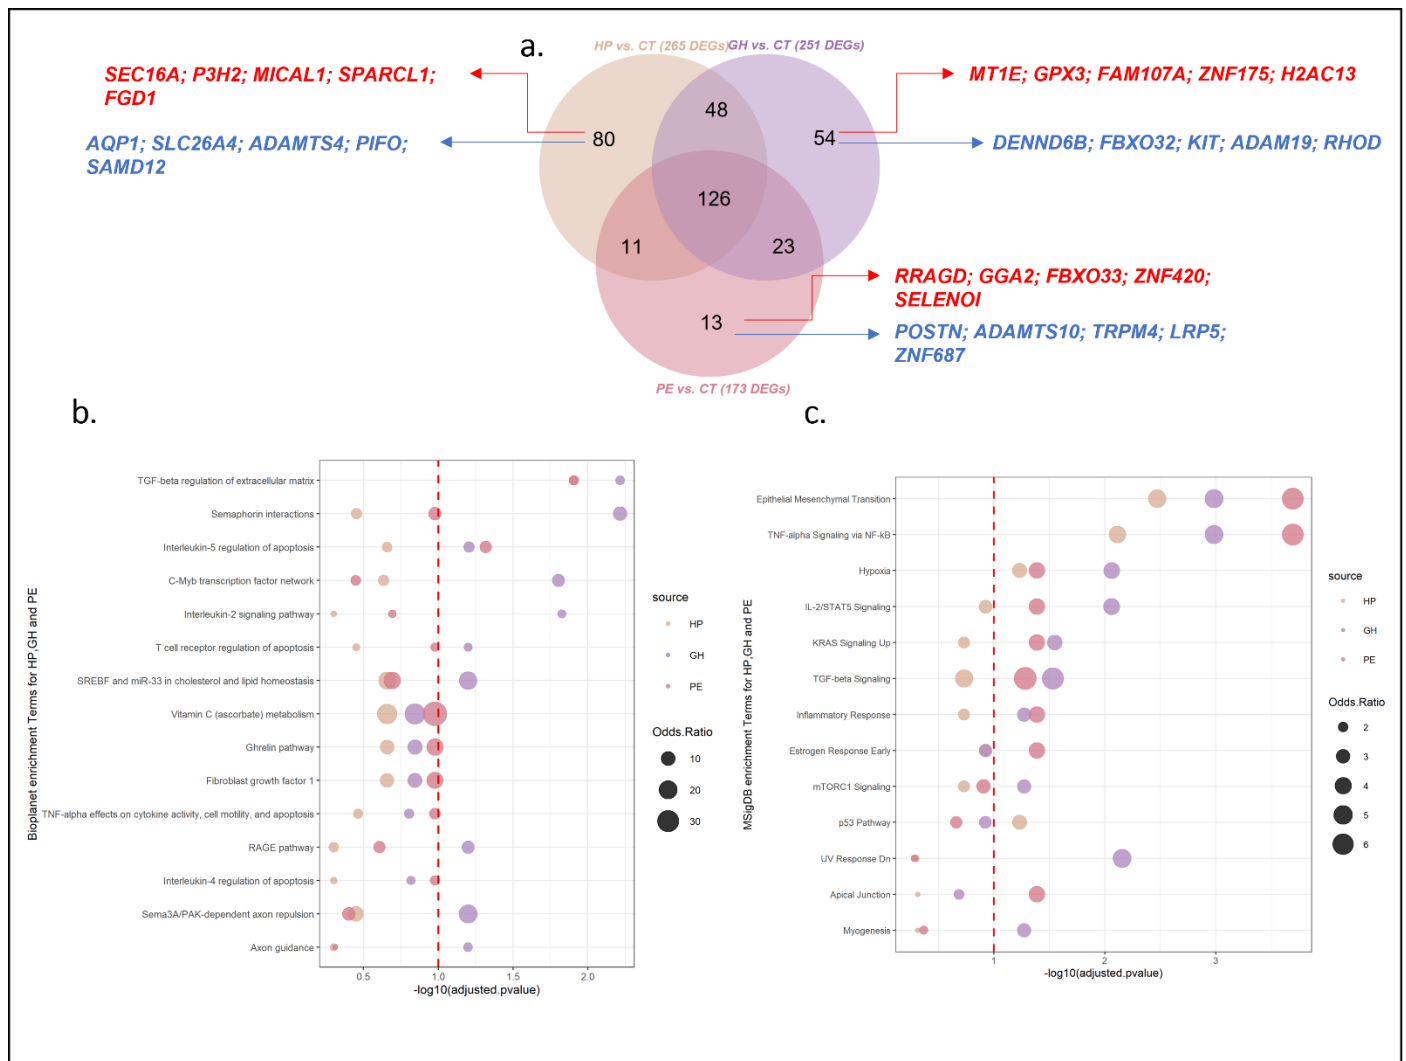 a.
HP vs. CT (265 DEGs)
GH vs. CT (251 DEGs)
SEC16A; P3H2; MICAL1; SPARCL1;
FGD1
AQP1; SLC26A4; ADAMTS4; PIFO;
SAMD12
MT1E; GPX3; FAM107A; ZNF175; H2AC13
DENND6B; FBXO32; KIT; ADAM19; RHOD
80
48
54
126
11
23
13
RRAGD; GGA2; FBXO33; ZNF420;
SELENOI
POSTN; ADAMTS10; TRPM4; LRP5;
ZNF687
PE vs. CT (173 DEGs)
b.
Bioplanet enrichment Terms for HP,GH and PE
TGF-beta regulation of extracellular matrix
Semaphorin interactions
Interleukin-5 regulation of apoptosis
C-Myb transcription factor network
Interleukin-2 signaling pathway
T cell receptor regulation of apoptosis
SREBF and miR-33 in cholesterol and lipid homeostasis
Vitamin C (ascorbate) metabolism
Ghrelin pathway
Fibroblast growth factor 1
TNF-alpha effects on cytokine activity, cell motility, and apoptosis
RAGE pathway
Interleukin-4 regulation of apoptosis
Sema3A/PAK-dependent axon repulsion
Axon guidance
0.5
1.0
1.5
2.0
-log10(adjusted.pvalue)
source
HP
GH
PE
Odds.Ratio
10
20
30
c.
MSigDB enrichment Terms for HP,GH and PE
Epithelial Mesenchymal Transition
TNF-alpha Signaling via NF-kB
Hypoxia
IL-2/STAT5 Signaling
KRAS Signaling Up
TGF-beta Signaling
Inflammatory Response
Estrogen Response Early
mTORC1 Signaling
p53 Pathway
UV Response Dn
Apical Junction
Myogenesis
1
2
3
-log10(adjusted.pvalue)
source
HP
GH
PE
Odds.Ratio
2
3
4
5
6